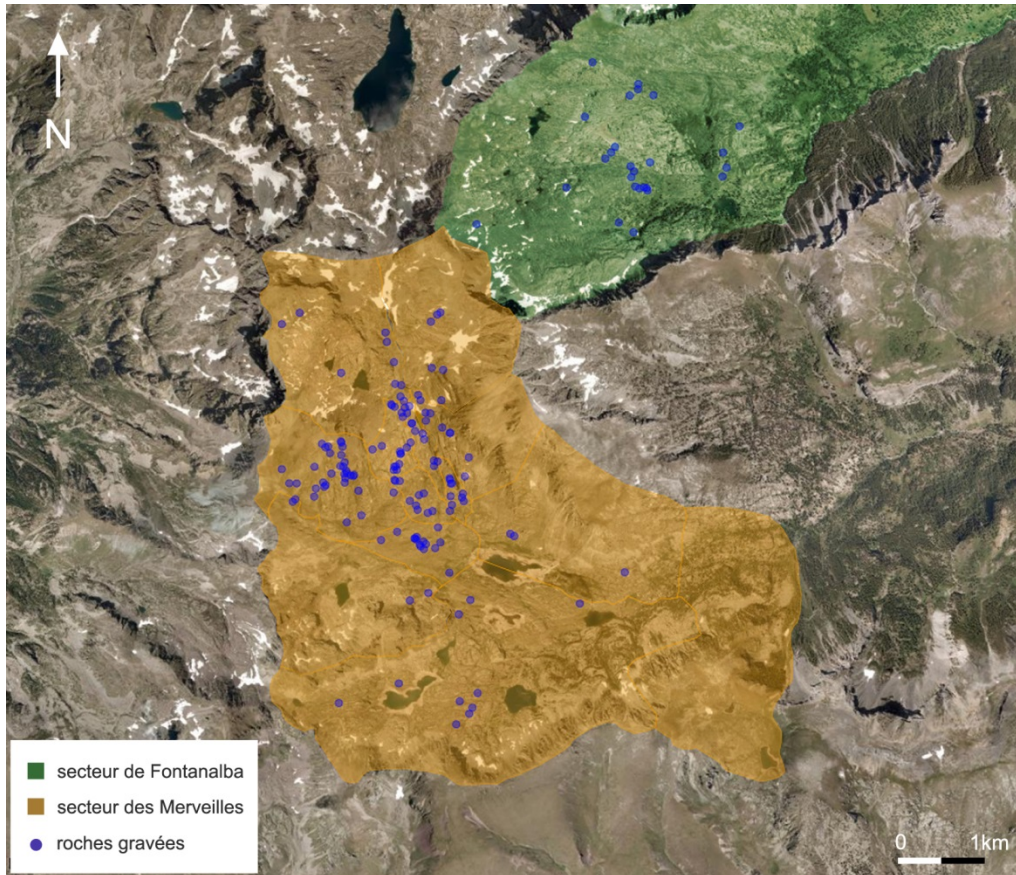 N
secteur de Fontanalba
secteur des Merveilles
roches gravées
0 1km